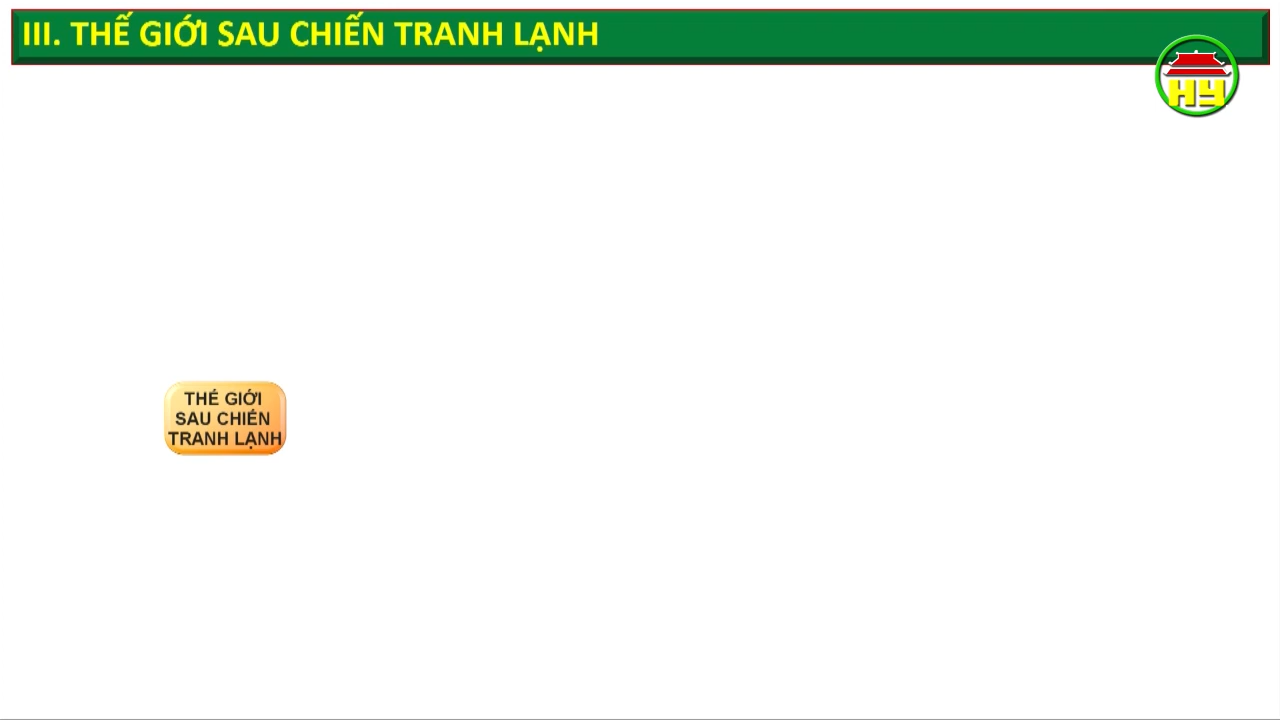 III. THẾ GIỚI SAU CHIẾN TRANH LẠNH
HY
THẾ GIỚI
SAU CHIẾN
TRANH LẠNH